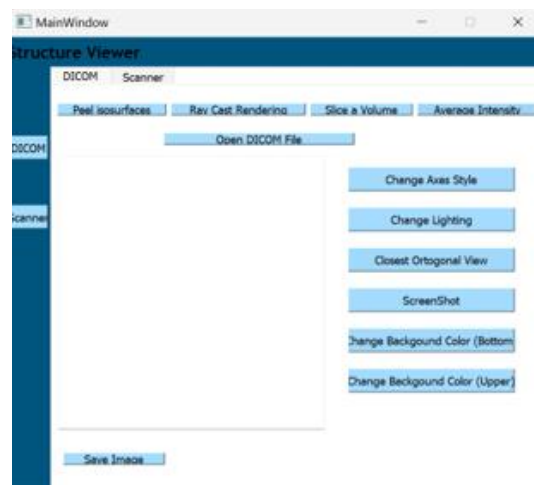 MainWindow
Structure Viewer
DICOM Scanner
Peel isosurfaces Ray Cast Rendering Slice a Volume Average Intensity
Open DICOM File
DICOM
Change Axes Style
Scanner
Change Lighting
Closest Ortogonal View
ScreenShot
Change Backgound Color (Bottom
Change Backgound Color (Upper)
Save Image